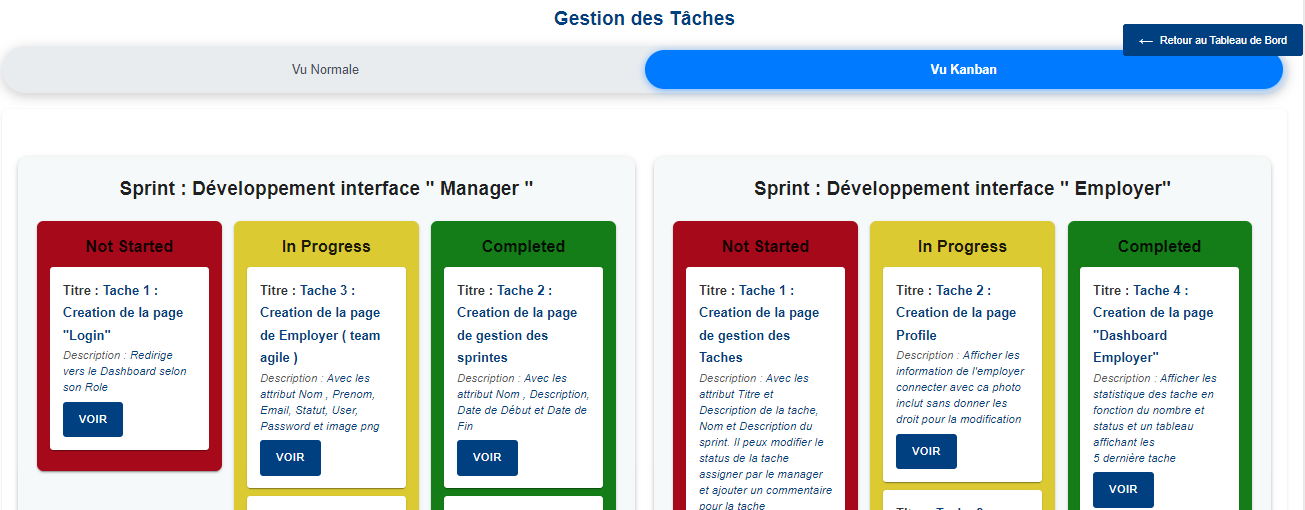 Gestion des Tâches
← Retour au Tableau de Bord
Vu Normale
Vu Kanban
Sprint : Développement interface " Manager "
Not Started
Titre : Tache 1 :
Creation de la page
"Login"
Description : Redirige
vers le Dashboard selon
son Role
VOIR
In Progress
Titre : Tache 3 :
Creation de la page
de Employer ( team
agile )
Description : Avec les
attribut Nom , Prenom,
Email, Statut, User,
Password et image png
VOIR
Completed
Titre : Tache 2 :
Creation de la page
de gestion des
sprintes
Description : Avec les
attribut Nom , Description,
Date de Début et Date de
Fin
VOIR
Sprint : Développement interface " Employer"
Not Started
Titre : Tache 1 :
Creation de la page
de gestion des
Taches
Description : Avec les
attribut Titre et
Description de la tache,
Nom et Description du
sprint. Il peux modifier le
status de la tache
assigner par le manager
et ajouter un commentaire
pour la tache
In Progress
Titre : Tache 2 :
Creation de la page
Profile
Description : Afficher les
information de l'employer
connecter avec ca photo
inclut sans donner les
droit pour la modification
VOIR
Completed
Titre : Tache 4 :
Creation de la page
"Dashboard
Employer"
Description : Afficher les
statistique des tache en
fonction du nombre et
status et un tableau
affichant les
5 dernière tache
VOIR